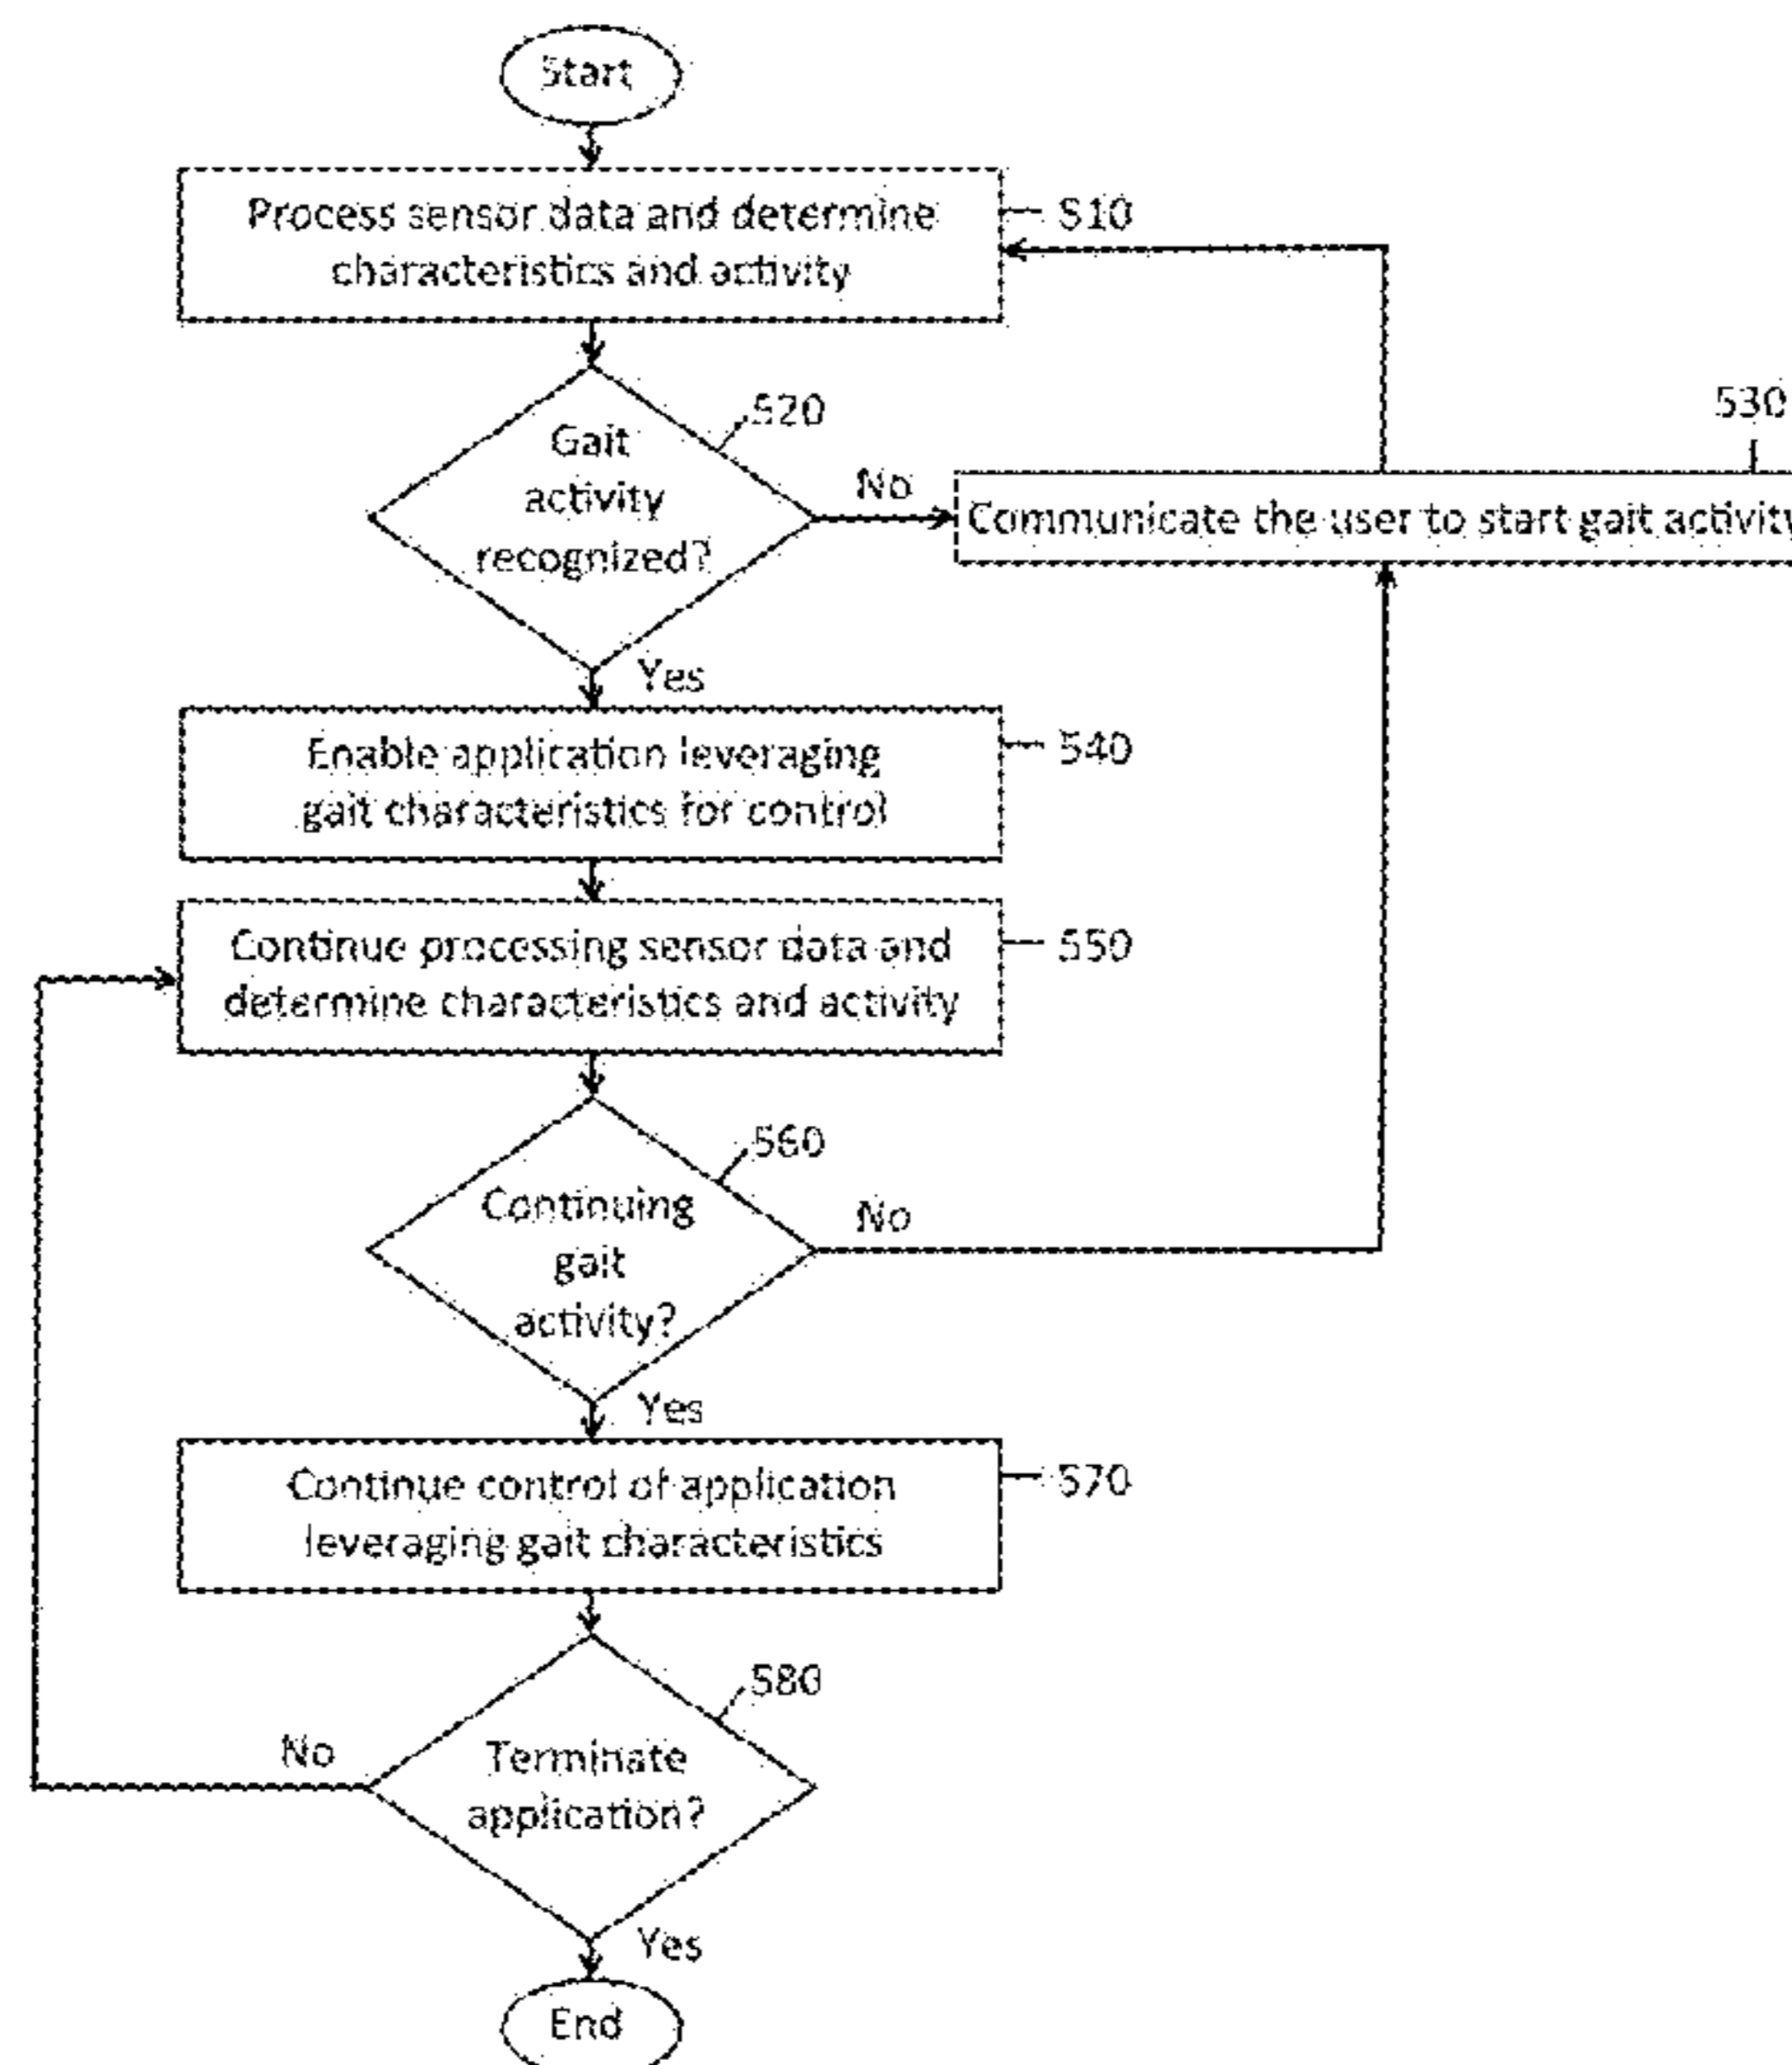 Start
Process sensor data and determine
characteristics and activity
510
Gait
activity
recognized?
520
No
530
Communicate the user to start gait activity
Yes
Enable application leveraging
gait characteristics for control
540
Continue processing sensor data and
determine characteristics and activity
550
Continuing
gait
activity?
560
No
Yes
Continue control of application
leveraging gait characteristics
570
Terminate
application?
580
No
Yes
End